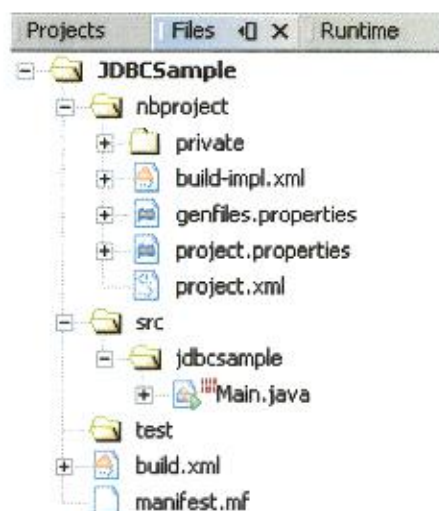 Projects Files Runtime
JDBCSample
nbproject
private
build-impl.xml
genfiles.properties
project.properties
project.xml
src
jdbcsample
Main.java
test
build.xml
manifest.mf